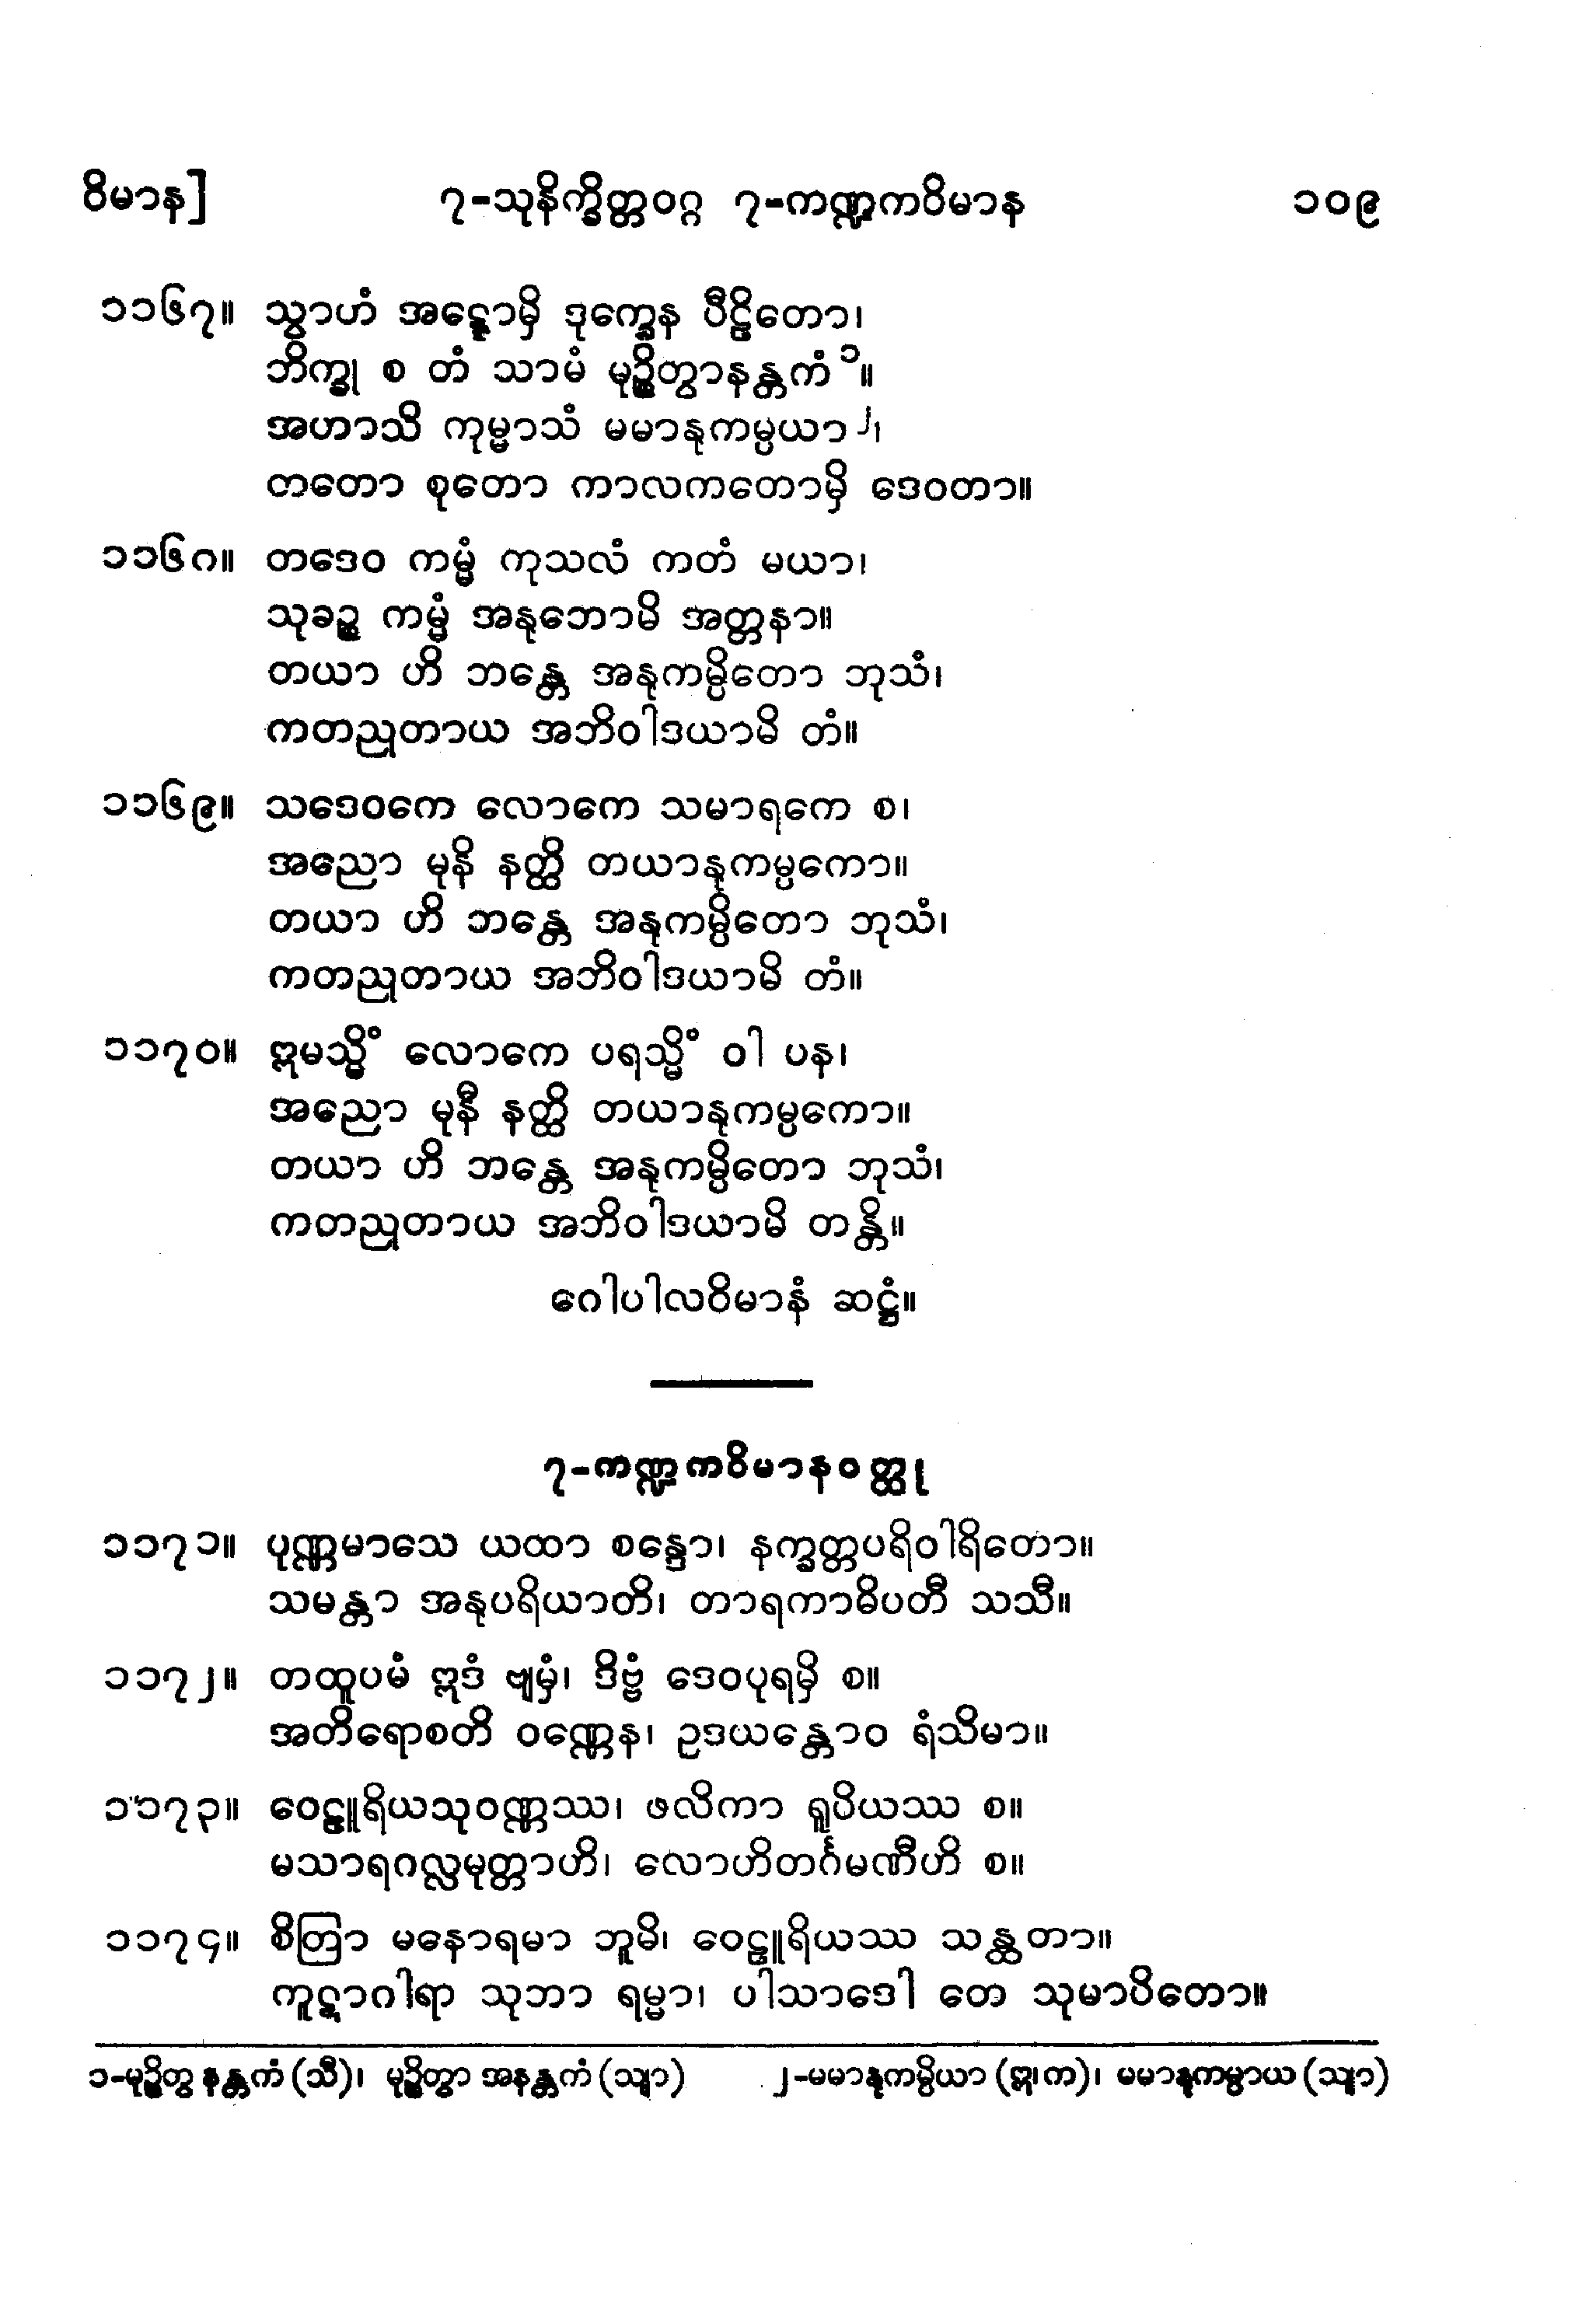 ဝိမာန]	၇-သုနိက္ခိတ္တဝဂ္ဂ ၇-ကဏ္ဍကဝိမာန	၁၀၉
၁၁၆၇။ သွာဟံ အဋ္ဋောမှိ ဒုက္ခေန ပီဠိတော၊
ဘိက္ခု စ တံ သာမံ မုဉ္စိတွာနန္တကံ ၁။
အဟာသိ ကုမ္မာသံ မမာနုကမ္ပယာ ၂၊
တတော စုတော ကာလကတောမှိ ဒေဝတာ။
၁၁၆၈။ တဒေဝ ကမ္မံ ကုသလံ ကတံ မယာ၊
သုခဉ္စ ကမ္မံ အနုဘောမိ အတ္တနာ။
တယာ ဟိ ဘန္တေ အနုကမ္ပိတော ဘုသံ၊
ကတညုတာယ အဘိဝါဒယာမိ တံ။
၁၁၆၉။ သဒေဝကေ လောကေ သမာရကေ စ၊
အညော မုနိ နတ္ထိ တယာနုကမ္ပကော။
တယာ ဟိ ဘန္တေ အနုကမ္ပိတော ဘုသံ၊
ကတညုတာယ အဘိဝါဒယာမိ တံ။
၁၁၇၀။ ဣမသ္မိံ လောကေ ပရသ္မိံ ဝါ ပန၊
အညော မုနီ နတ္ထိ တယာနုကမ္ပကော။
တယာ ဟိ ဘန္တေ အနုကမ္ပိတော ဘုသံ၊
ကတညုတာယ အဘိဝါဒယာမိ တန္တိ။
ဂေါပါလဝိမာနံ ဆဋ္ဌံ။
၇-ကဏ္ဍကဝိမာနဝတ္ထု
၁၁၇၁။ ပုဏ္ဏမာသေ ယထာ စန္ဒော၊ နက္ခတ္တပရိဝါရိတော။
သမန္တာ အနုပရိယာတိ၊ တာရကာဓိပတီ သသီ။
၁၁၇၂။ တထူပမံ ဣဒံ ဗျမှံ၊ ဒိဗ္ဗံ ဒေဝပုရမှိ စ။
အတိရောစတိ ဝဏ္ဏေန၊ ဥဒယန္တောဝ ရံသိမာ။
၁၁၇၃။ ဝေဠူရိယသုဝဏ္ဏဿ၊ ဖလိကာ ရူပိယဿ စ။
မသာရဂလ္လမုတ္တာဟိ၊ လောဟိတင်္ဂမဏီဟိ စ။
၁၁၇၄။ စိတြာ မနောရမာ ဘူမိ၊ ဝေဠူရိယဿ သန္ထတာ။
ကူဋာဂါရာ သုဘာ ရမ္မာ၊ ပါသာဒေါ တေ သုမာပိတော။
၁-မုဉ္စိတွ နန္တကံ (သီ)၊ မုဉ္စိတွာ အနန္တကံ (သျာ)	၂-မမာနုကမ္ပိယာ (ဣ၊က)၊ မမာနုကမ္ပာယ (သျာ)